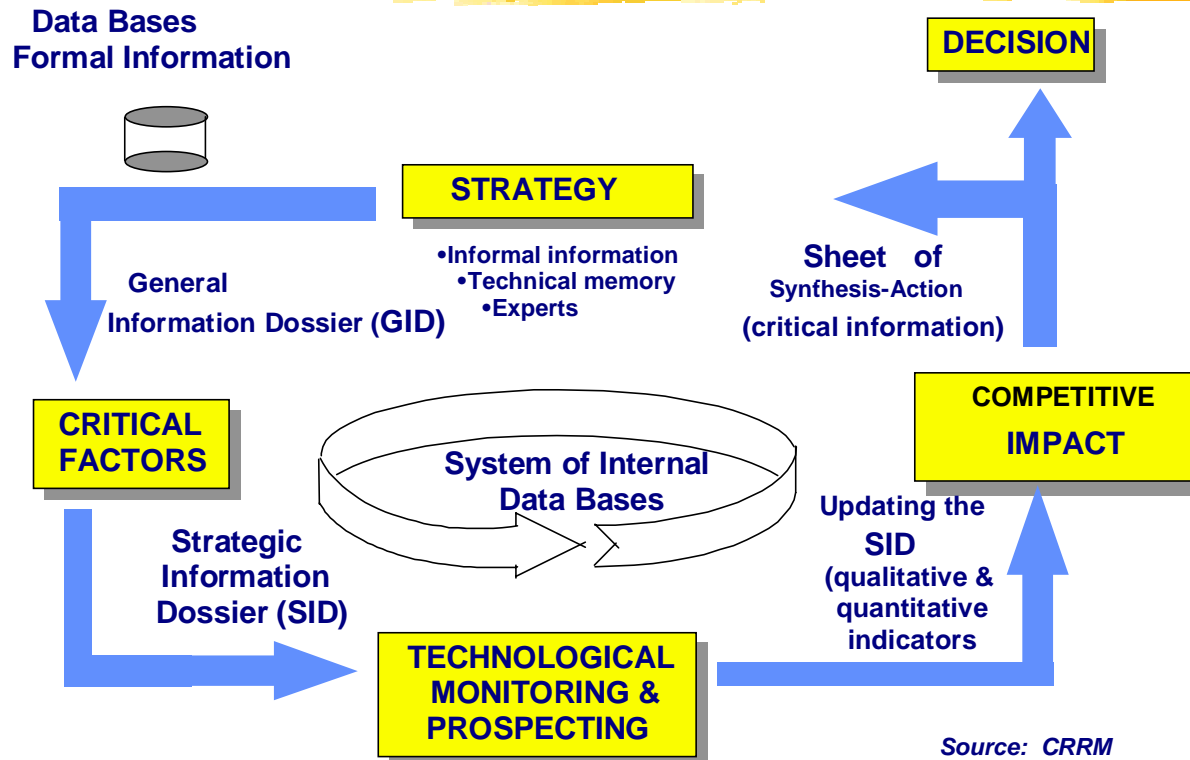 Data Bases
Formal Information
DECISION
STRATEGY
•Informal information
•Technical memory
•Experts
General
Information Dossier (GID)
Sheet of
Synthesis-Action
(critical information)
CRITICAL
FACTORS
System of Internal
Data Bases
COMPETITIVE
IMPACT
Strategic
Information
Dossier (SID)
Updating the
SID
(qualitative &
quantitative
indicators
TECHNOLOGICAL
MONITORING &
PROSPECTING
Source: CRRM